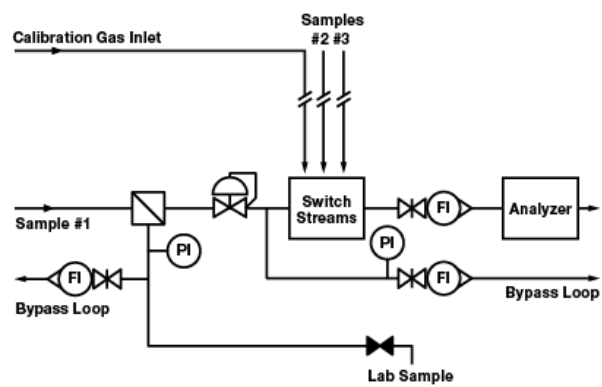 Calibration Gas Inlet
Samples
#2 #3
Sample #1
Switch
Streams
FI
Analyzer
PI
PI
FI
Bypass Loop
FI
Bypass Loop
Lab Sample